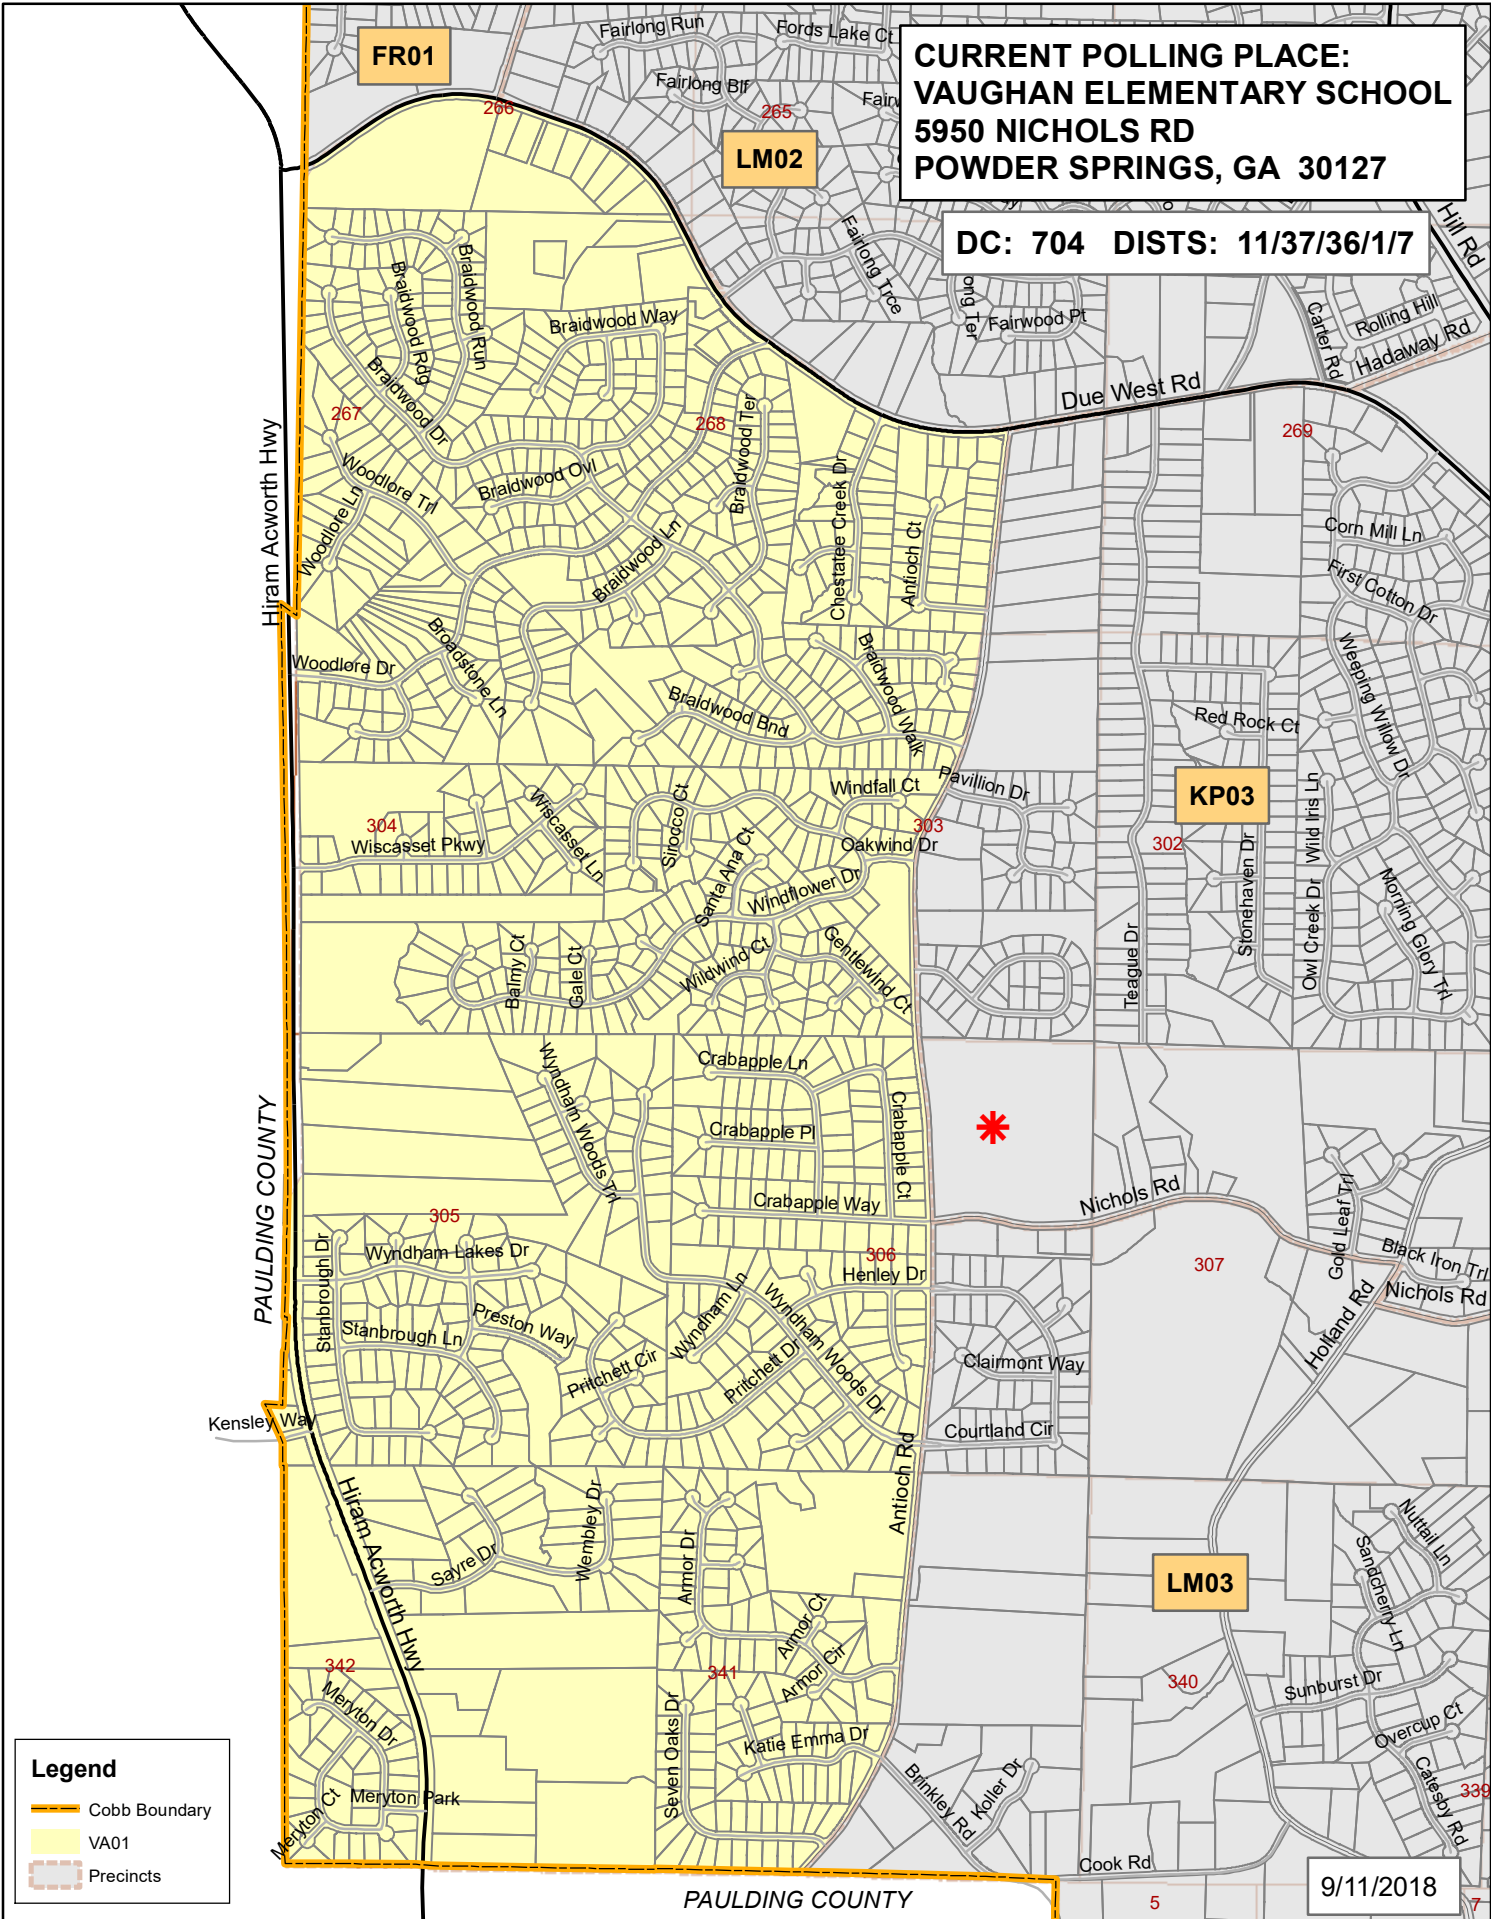 CURRENT POLLING PLACE:
VAUGHAN ELEMENTARY SCHOOL
5950 NICHOLS RD
POWDER SPRINGS, GA 30127
DC: 704 DISTS: 11/37/36/1/7
FR01
Fairlong Run
Fords Lake Ct
Fairlong Blf
266
265
LM02
Hill Rd
Fairlong Trce
Fairwood Pt
Carter Rd
Rolling Hill
Hadaway Rd
Due West Rd
Braidwood Run
Braidwood Rdg
Braidwood Way
Braidwood Dr
267
268
269
Braidwood Ter
Hiram Acworth Hwy
Woodlore Trl
Woodlore Ln
Braidwood Ovl
Chestatee Creek Dr
Antioch Ct
Braidwood Ln
Corn Mill Ln
First Cotton Dr
Woodlore Dr
Broadstone Ln
Braidwood Walk
Braidwood Bnd
Weeping Willow Dr
Red Rock Ct
Windfall Ct
Pavillion Dr
KP03
Wild Iris Ln
304
Wiscasset Pkwy
Wiscasset Ln
Sirocco Ct
Santa Ana Ct
303
Oakwind Dr
302
Windflower Dr
Stonehaven Dr
Owl Creek Dr
Morning Glory Trl
Balmy Ct
Gale Ct
Wildwind Ct
Gentlewind Ct
Teague Dr
Wyndham Woods Trl
Crabapple Ln
Crabapple Pl
Crabapple Ct
Crabapple Way
PAULDING COUNTY
Nichols Rd
Gold Leaf Trl
Black Iron Trl
Nichols Rd
305
306
307
Stanbrough Dr
Wyndham Lakes Dr
Henley Dr
Preston Way
Stanbrough Ln
Wyndham Ln
Wyndham Woods Dr
Pritchett Cir
Pritchett Dr
Clairmont Way
Holland Rd
Kensley Way
Courtland Cir
Antioch Rd
Hiram Acworth Hwy
Sayre Dr
Wembley Dr
Armor Dr
LM03
Nuttail Ln
Sandcherry Ln
Armor Ct
Armor Cir
342
341
340
Sunburst Dr
Meryton Dr
Seven Oaks Dr
Katie Emma Dr
Overcup Ct
Meryton Park
Meryton Ct
Brinkley Rd
Koller Dr
Catesby Rd
339
Cook Rd
PAULDING COUNTY
5
7
9/11/2018
Legend
Cobb Boundary
VA01
Precincts